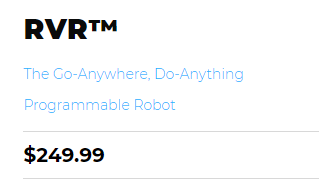 RVR™
The Go-Anywhere, Do-Anything
Programmable Robot
$249.99